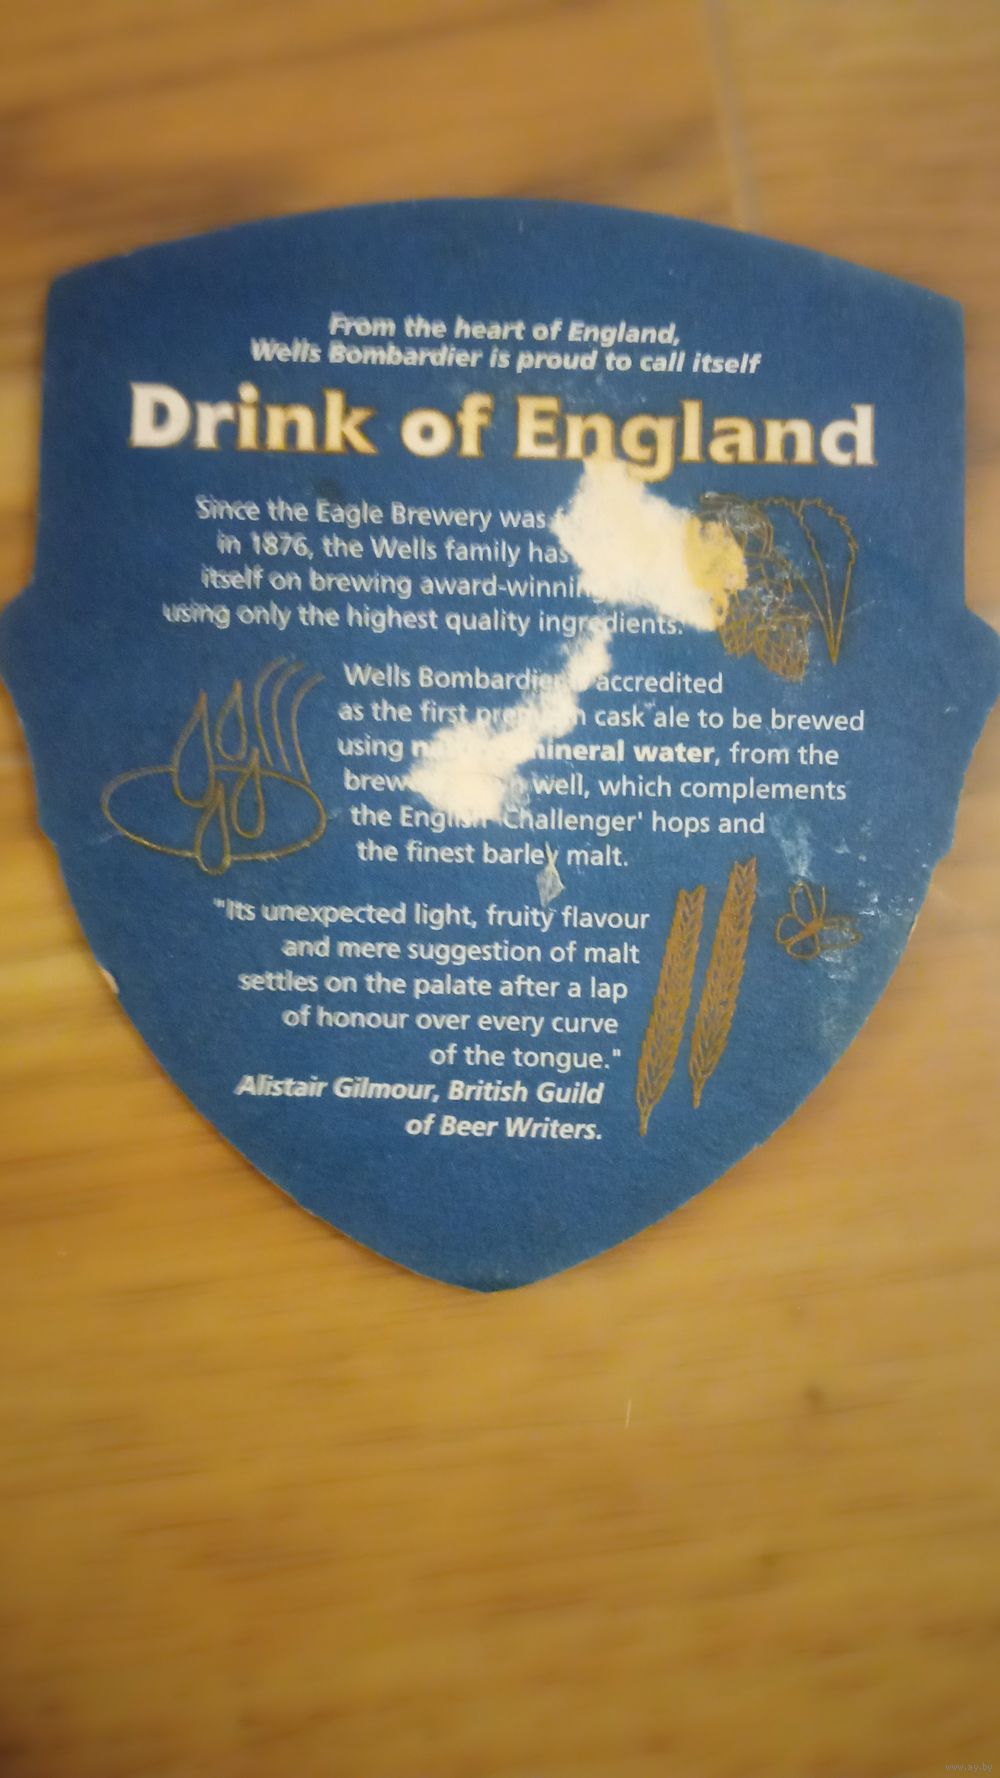 From the heart of England,
Wells Bombardier is proud to call itself
Drink of England
Since the Eagle Brewery was
in 1876, the Wells family has
itself on brewing
using only the highest quality ingredients.
Wells Bombardier accredited
as the first cask ale to be brewed
using mineral water, from the
well, which complements
the English 'Challenger' hops and
the finest barley malt.
"Its unexpected light, fruity flavour
and mere suggestion of malt
settles on the palate after a lap
of honour over every curve
of the tongue."
Alistair Gilmour, British Guild
of Beer Writers.
www.ay.by